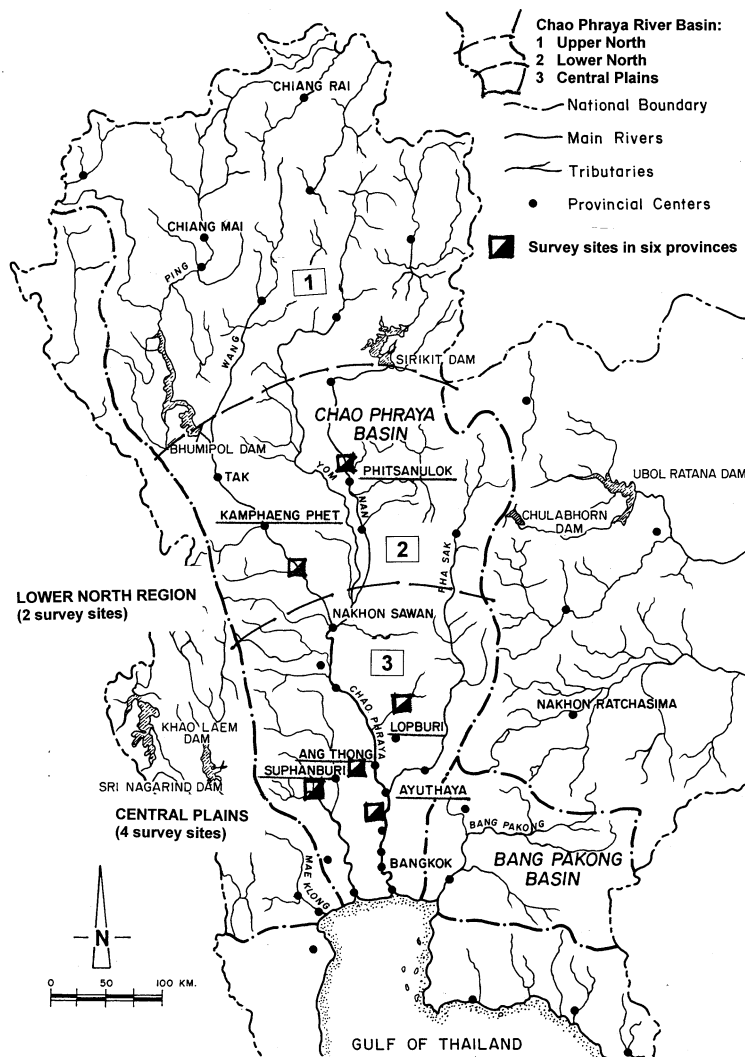 Chao Phraya River Basin:
1 Upper North
2 Lower North
3 Central Plains
National Boundary
Main Rivers
Tributaries
Provincial Centers
Survey sites in six provinces
CHIANG RAI
CHIANG MAI
PING
1
WANG
SIRIKIT DAM
CHAO PHRAYA
BASIN
BHUMIPOL DAM
YOM
PHITSANULOK
UBOL RATANA DAM
TAK
NAN
CHULABHORN
DAM
KAMPHAENG PHET
2
PHA SAK
LOWER NORTH REGION
(2 survey sites)
NAKHON SAWAN
3
CHAO PHRAYA
NAKHON RATCHASIMA
KHAO LAEM
DAM
LOPBURI
ANG THONG
SUPHANBURI
SRI NAGARIND DAM
AYUTHAYA
CENTRAL PLAINS
(4 survey sites)
BANG PAKONG
MAE KLONG
BANGKOK
BANG PAKONG
BASIN
N
0 50 100 KM.
GULF OF THAILAND